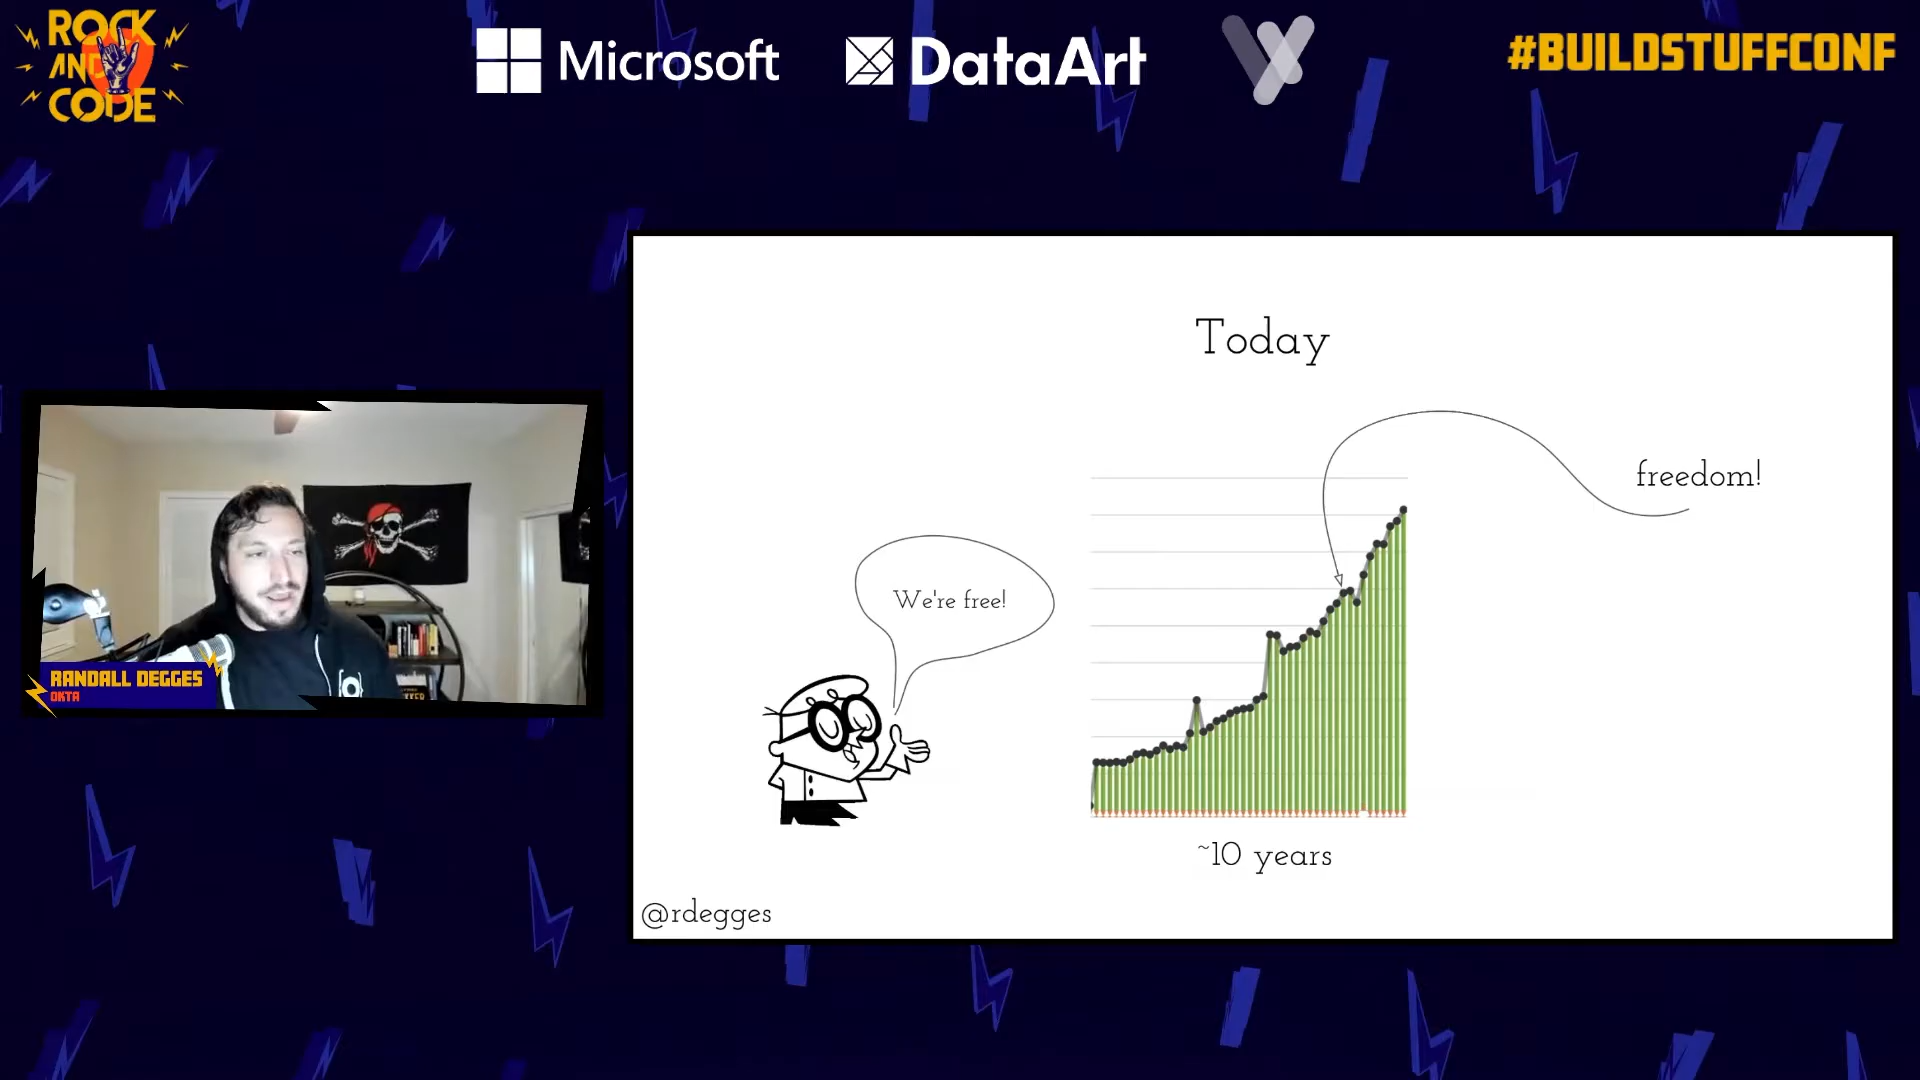 ROCK
AND
CODE
Microsoft
DataArt
#BUILDSTUFFCONF
Today
freedom!
We're free!
~10 years
@rdegges
RANDALL DEGGES
OKTA